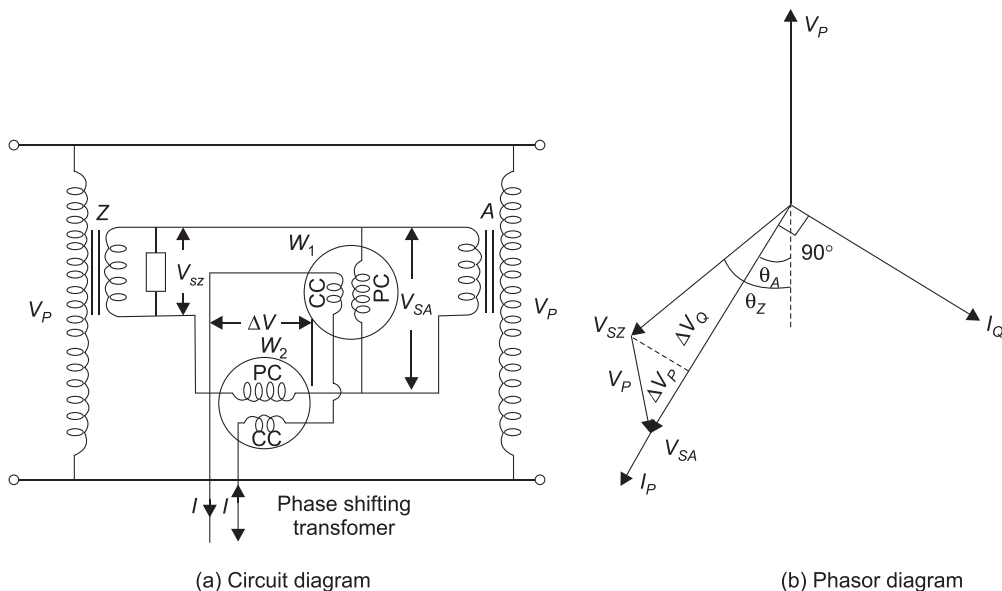 Z
A
V_P
V_sz
W_1
CC
PC
V_SA
V_P
ΔV
W_2
PC
CC
I
I
Phase shifting
transfomer
(a) Circuit diagram
V_P
90°
θ_A
θ_Z
V_SZ
ΔV_Q
I_Q
V_P
ΔV_P
V_SA
I_P
(b) Phasor diagram